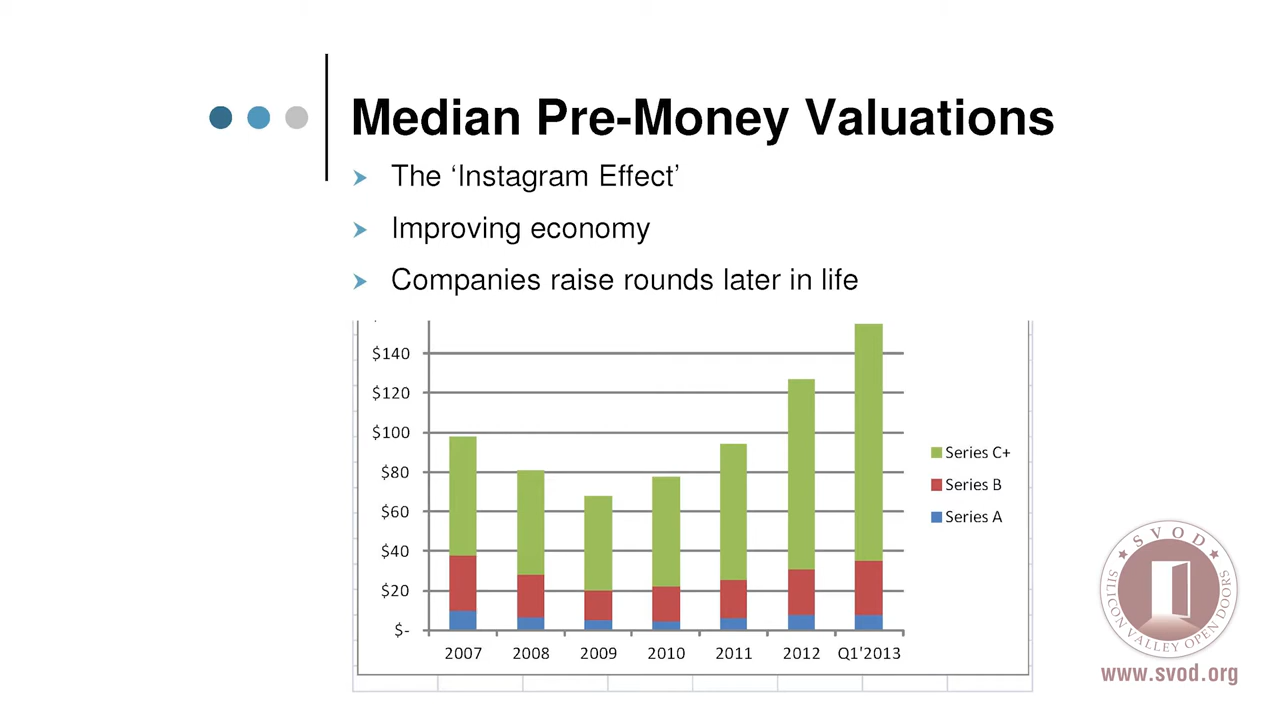 Median Pre-Money Valuations
The ‘Instagram Effect’
Improving economy
Companies raise rounds later in life
$140
$120
$100
$80
$60
$40
$20
$-
2007 2008 2009 2010 2011 2012 Q1'2013
Series C+
Series B
Series A
SVOD
SILICON VALLEY OPEN DOORS
www.svod.org